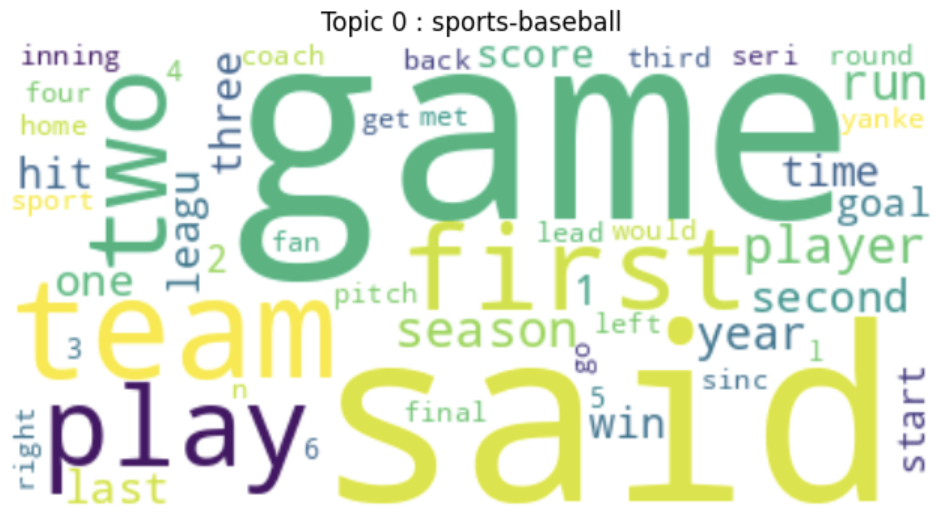 Topic 0 : sports-baseball
inning
4
coach
back
score
third
seri
round
four
two
three
game
run
home
get
met
yanke
hit
time
sport
leagu
goal
fan
first
lead
would
player
2
one
pitch
1
second
team
season
left
year
3
go
l
n
sinc
play
said
final
5
win
start
right
6
last